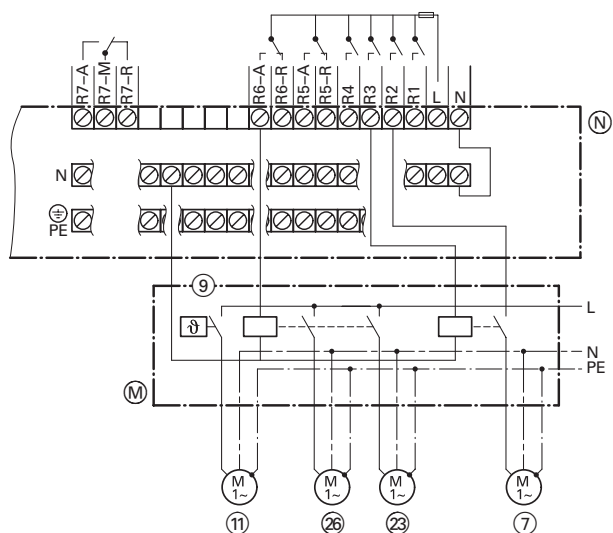 R7–A
R7–M
R7–R
R6–A
R6–R
R5–A
R5–R
R4
R3
R2
R1
L
N
N
N
PE
9
L
ϑ
N
PE
M
M
1~
M
1~
M
1~
M
1~
11
26
23
7